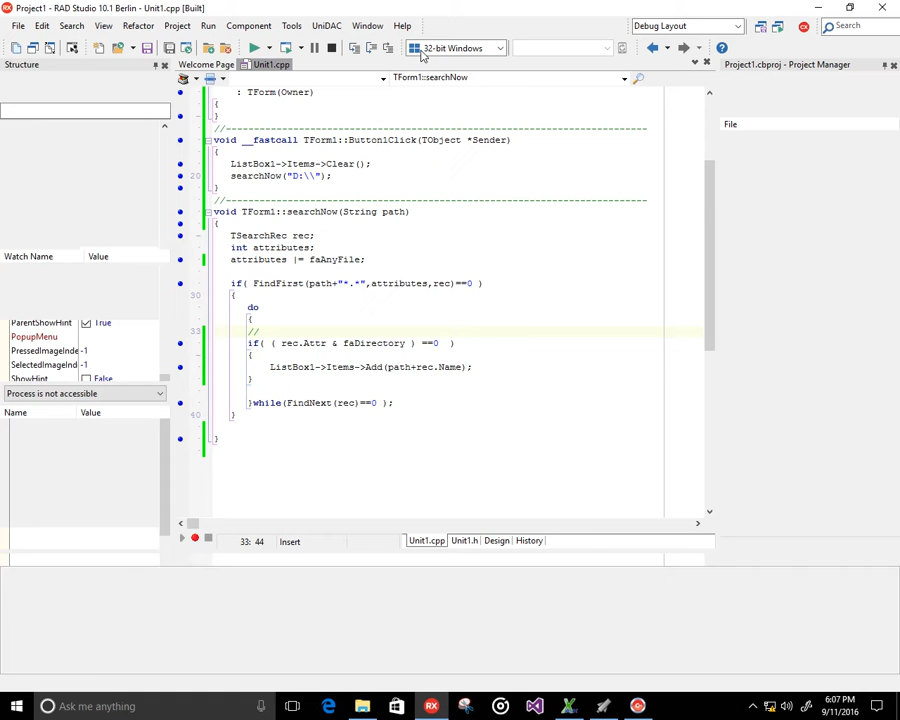 Project1 - RAD Studio 10.1 Berlin - Unit1.cpp [Built]
File Edit Search View Refactor Project Run Component Tools UniDAC Window Help
Debug Layout
Search
32-bit Windows
Structure
Welcome Page Unit1.cpp
Project1.cbproj - Project Manager
TForm1::searchNow
File
: TForm(Owner)
{
}
//---------------------------------------------------------------------------
void __fastcall TForm1::Button1Click(TObject *Sender)
{
ListBox1->Items->Clear();
20 searchNow("D:\\");
}
//---------------------------------------------------------------------------
void TForm1::searchNow(String path)
{
TSearchRec rec;
int attributes;
attributes |= faAnyFile;
if( FindFirst(path+"*.*",attributes,rec)==0 )
30 {
do
{
33 //
if( ( rec.Attr & faDirectory ) ==0 )
{
ListBox1->Items->Add(path+rec.Name);
}
}while(FindNext(rec)==0 );
40 }
}
Watch Name Value
ParentShowHint True
PopupMenu
PressedImageInde -1
SelectedImageInd -1
ShowHint False
Process is not accessible
Name Value
33: 44 Insert
Unit1.cpp Unit1.h Design History
Ask me anything
6:07 PM
9/11/2016